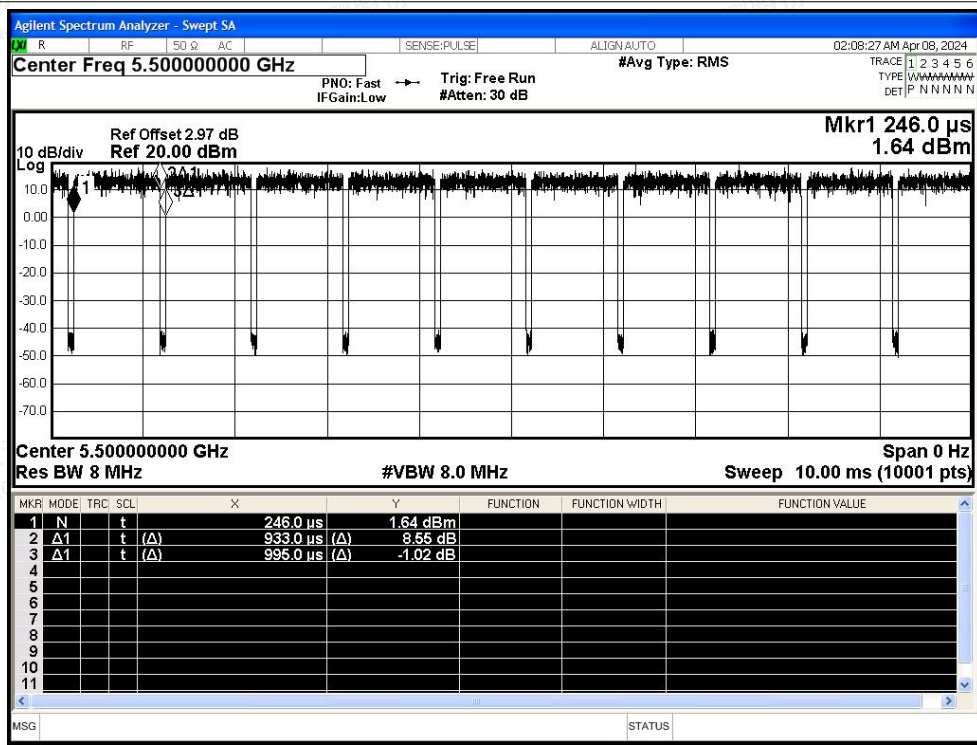 Agilent Spectrum Analyzer - Swept SA
LXI R RF 50 Ω AC SENSE:PULSE ALIGN AUTO 02:08:27 AM Apr 08, 2024
Center Freq 5.500000000 GHz
PNO: Fast
IFGain:Low
Trig: Free Run
#Atten: 30 dB
#Avg Type: RMS
TRACE 1 2 3 4 5 6
TYPE
DET P N N N N N
Mkr1 246.0 µs
1.64 dBm
Ref Offset 2.97 dB
10 dB/div Ref 20.00 dBm
Log
10.0
0.00
-10.0
-20.0
-30.0
-40.0
-50.0
-60.0
-70.0
1
2Δ1
3Δ1
Center 5.500000000 GHz Span 0 Hz
Res BW 8 MHz #VBW 8.0 MHz Sweep 10.00 ms (10001 pts)
MKR MODE TRC SCL X Y FUNCTION FUNCTION WIDTH FUNCTION VALUE
1 N t 246.0 µs 1.64 dBm
2 Δ1 t (Δ) 933.0 µs (Δ) 8.55 dB
3 Δ1 t (Δ) 995.0 µs (Δ) -1.02 dB
4
5
6
7
8
9
10
11
MSG STATUS